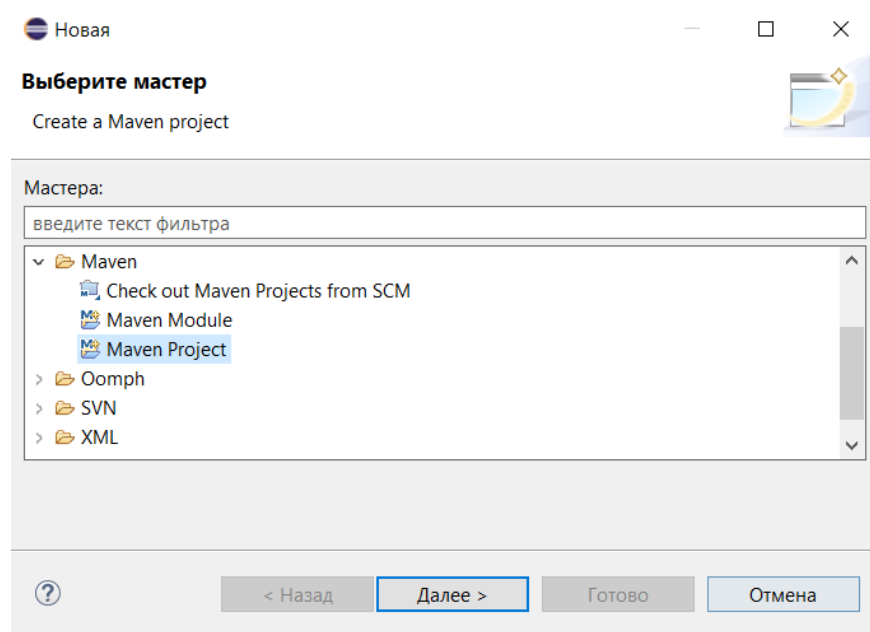 Новая
Выберите мастер
Create a Maven project
Мастера:
введите текст фильтра
Maven
Check out Maven Projects from SCM
Maven Module
Maven Project
Oomph
SVN
XML
< Назад Далее > Готово Отмена